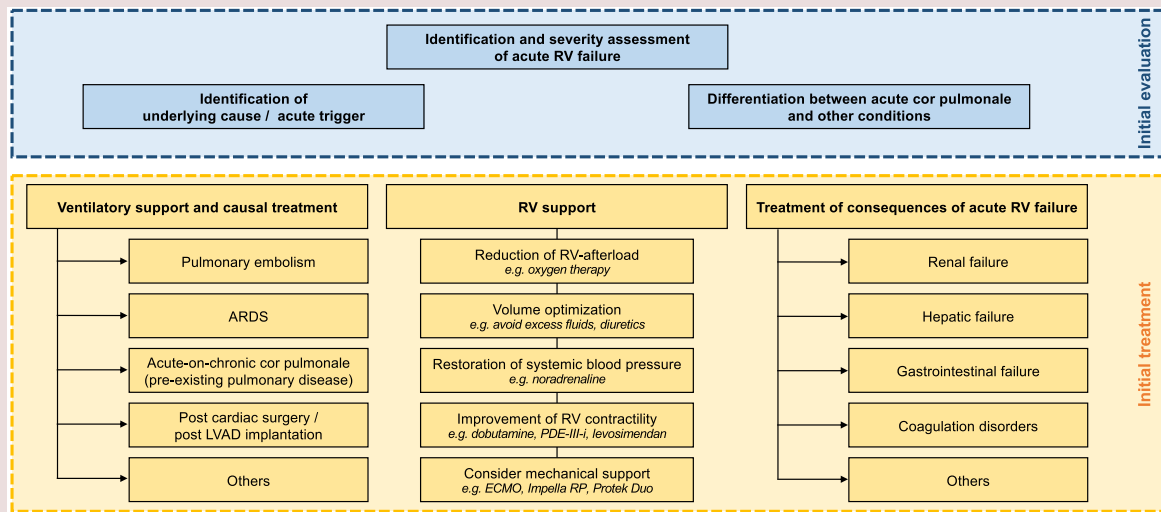 Identification and severity assessment
of acute RV failure
Identification of
underlying cause / acute trigger
Differentiation between acute cor pulmonale
and other conditions
Initial evaluation
Ventilatory support and causal treatment
Pulmonary embolism
ARDS
Acute-on-chronic cor pulmonale
(pre-existing pulmonary disease)
Post cardiac surgery /
post LVAD implantation
Others
RV support
Reduction of RV-afterload
e.g. oxygen therapy
Volume optimization
e.g. avoid excess fluids, diuretics
Restoration of systemic blood pressure
e.g. noradrenaline
Improvement of RV contractility
e.g. dobutamine, PDE-III-i, levosimendan
Consider mechanical support
e.g. ECMO, Impella RP, Protek Duo
Treatment of consequences of acute RV failure
Renal failure
Hepatic failure
Gastrointestinal failure
Coagulation disorders
Others
Initial treatment